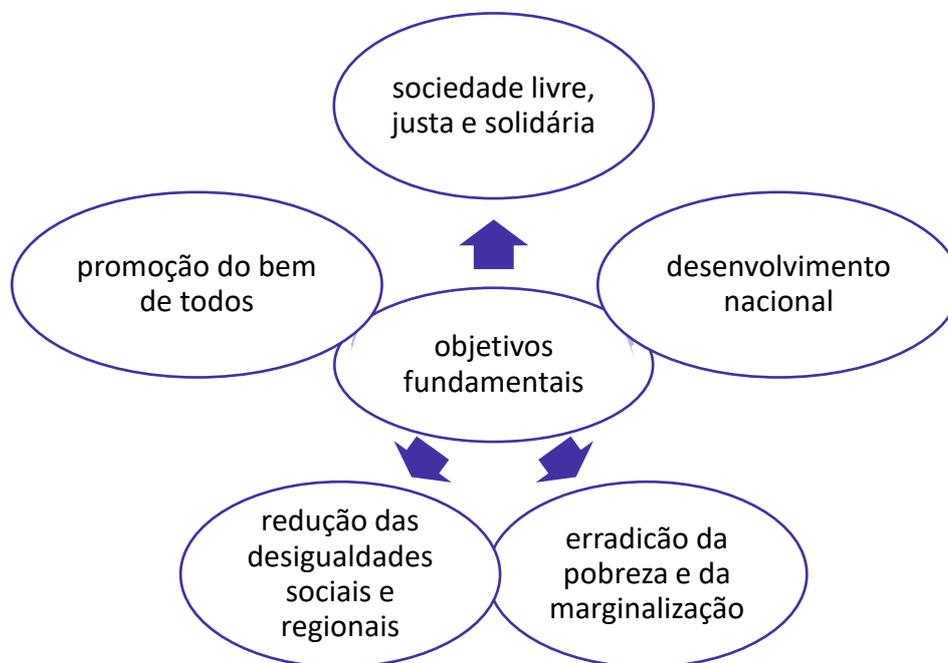 sociedade livre,
justa e solidária
promoção do bem
de todos
desenvolvimento
nacional
objetivos
fundamentais
redução das
desigualdades
sociais e
regionais
erradicão da
pobreza e da
marginalização